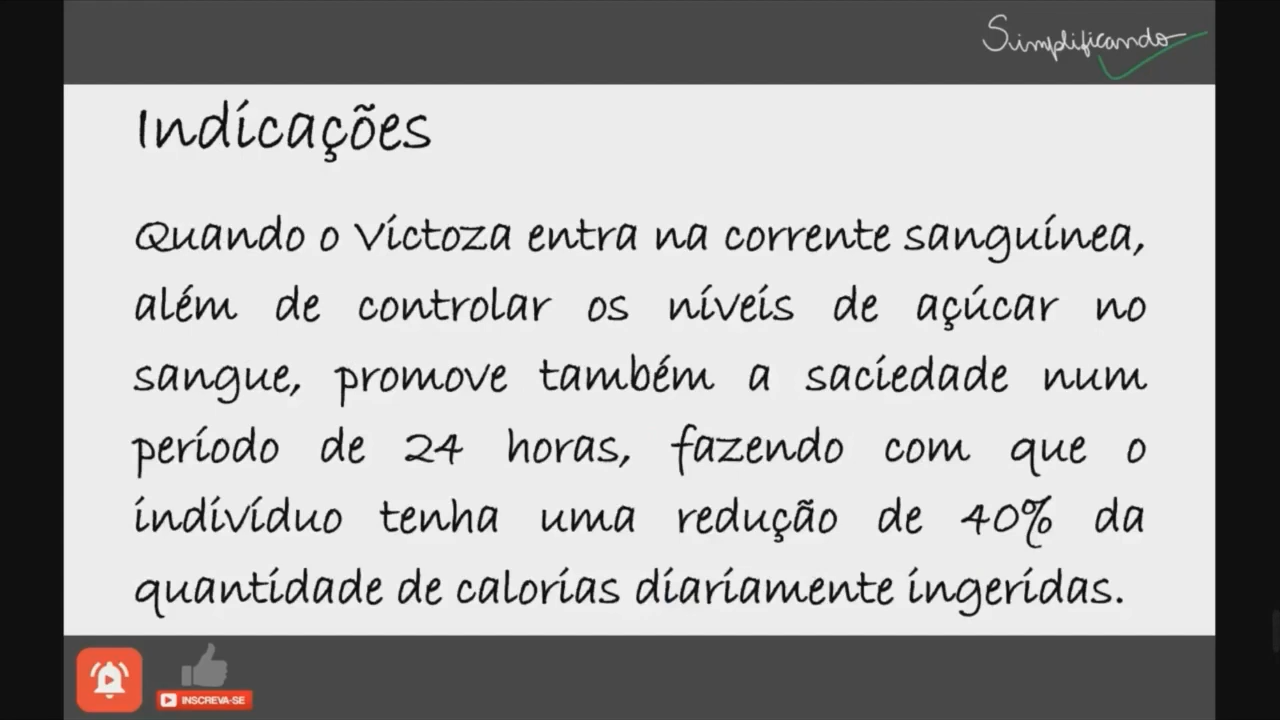 Simplificando
Indicações
Quando o Victoza entra na corrente sanguínea,
além de controlar os níveis de açúcar no
sangue, promove também a saciedade num
período de 24 horas, fazendo com que o
indivíduo tenha uma redução de 40% da
quantidade de calorias diariamente ingeridas.
INSCREVA-SE